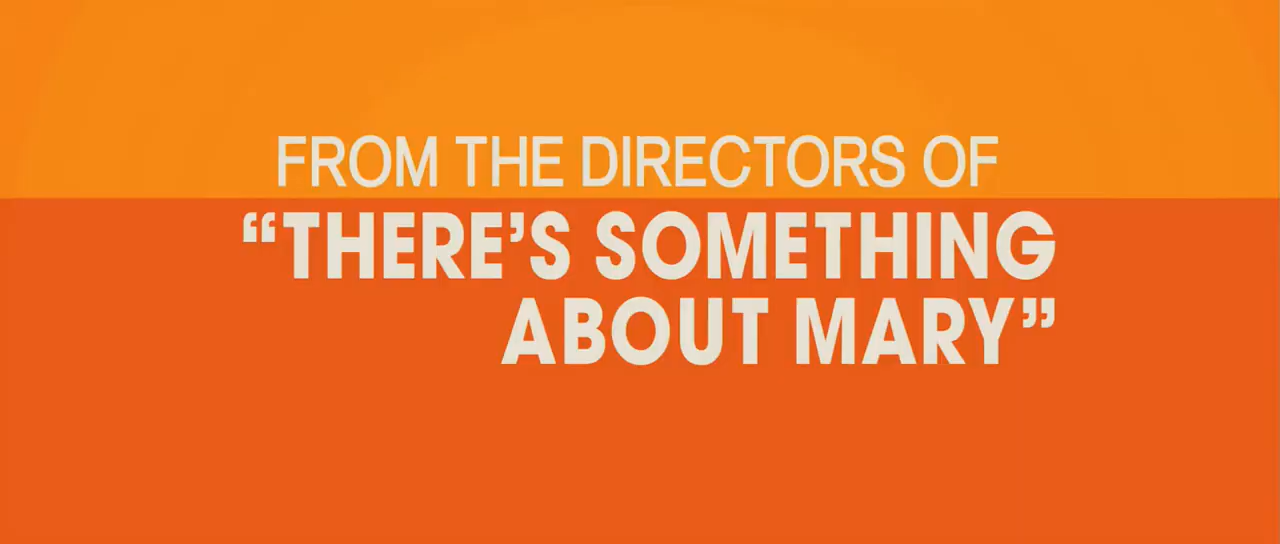 FROM THE DIRECTORS OF
“THERE’S SOMETHING
ABOUT MARY”